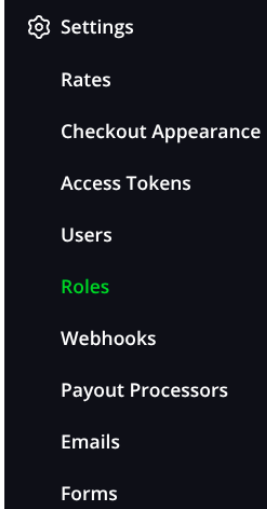 Settings
Rates
Checkout Appearance
Access Tokens
Users
Roles
Webhooks
Payout Processors
Emails
Forms